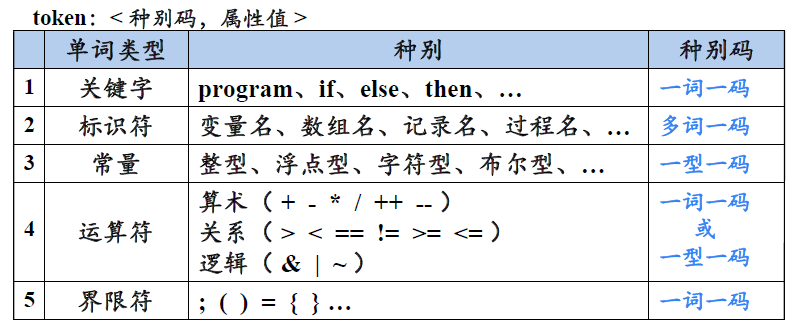 token：< 种别码，属性值 >
单词类型 种别 种别码
1 关键字 program、if、else、then、… 一词一码
2 标识符 变量名、数组名、记录名、过程名、… 多词一码
3 常量 整型、浮点型、字符型、布尔型、… 一型一码
4 运算符 算术（ + - * / ++ -- ）
关系（ > < == != >= <= ）
逻辑（ & | ~ ）
一词一码
或
一型一码
5 界限符 ; ( ) = { } … 一词一码